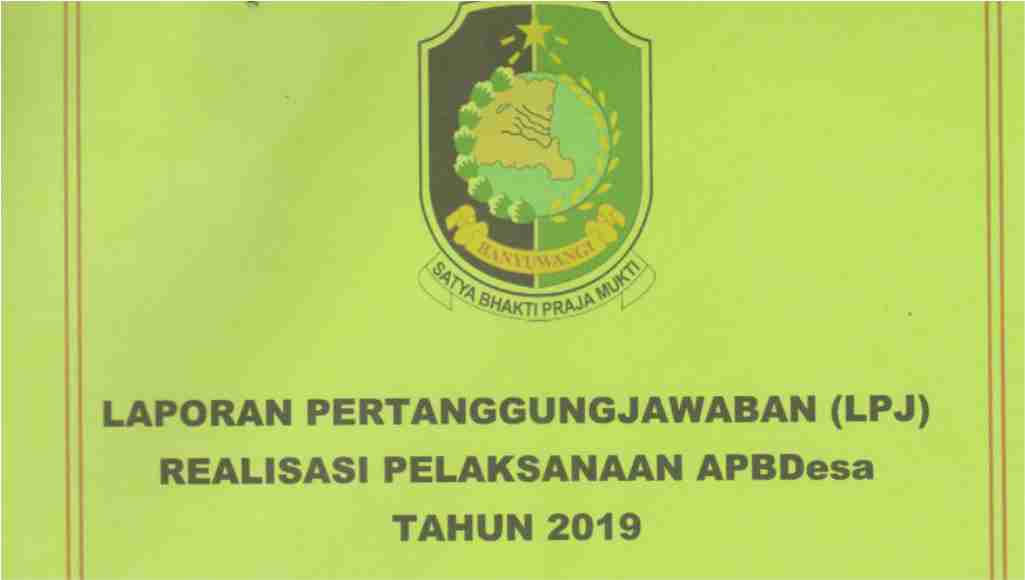 BANYUWANGI
SATYA BHAKTI PRAJA MUKTI
LAPORAN PERTANGGUNGJAWABAN (LPJ)
REALISASI PELAKSANAAN APBDesa
TAHUN 2019